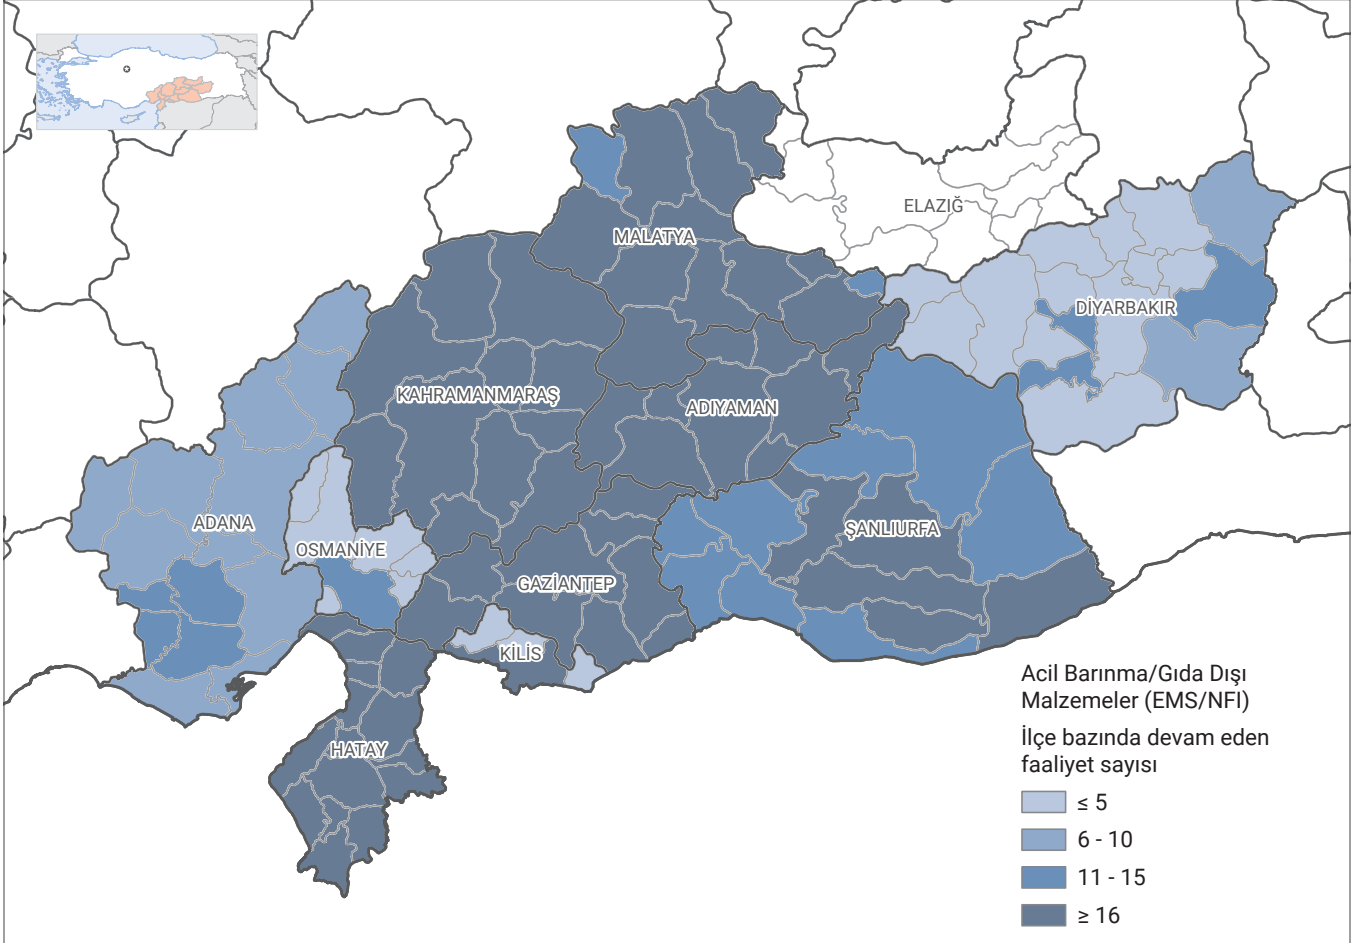 ELAZIĞ
MALATYA
DİYARBAKIR
KAHRAMANMARAŞ
ADIYAMAN
ADANA
ŞANLIURFA
OSMANİYE
GAZİANTEP
KİLİS
HATAY
Acil Barınma/Gıda Dışı
Malzemeler (EMS/NFI)
İlçe bazında devam eden
faaliyet sayısı
≤ 5
6 - 10
11 - 15
≥ 16